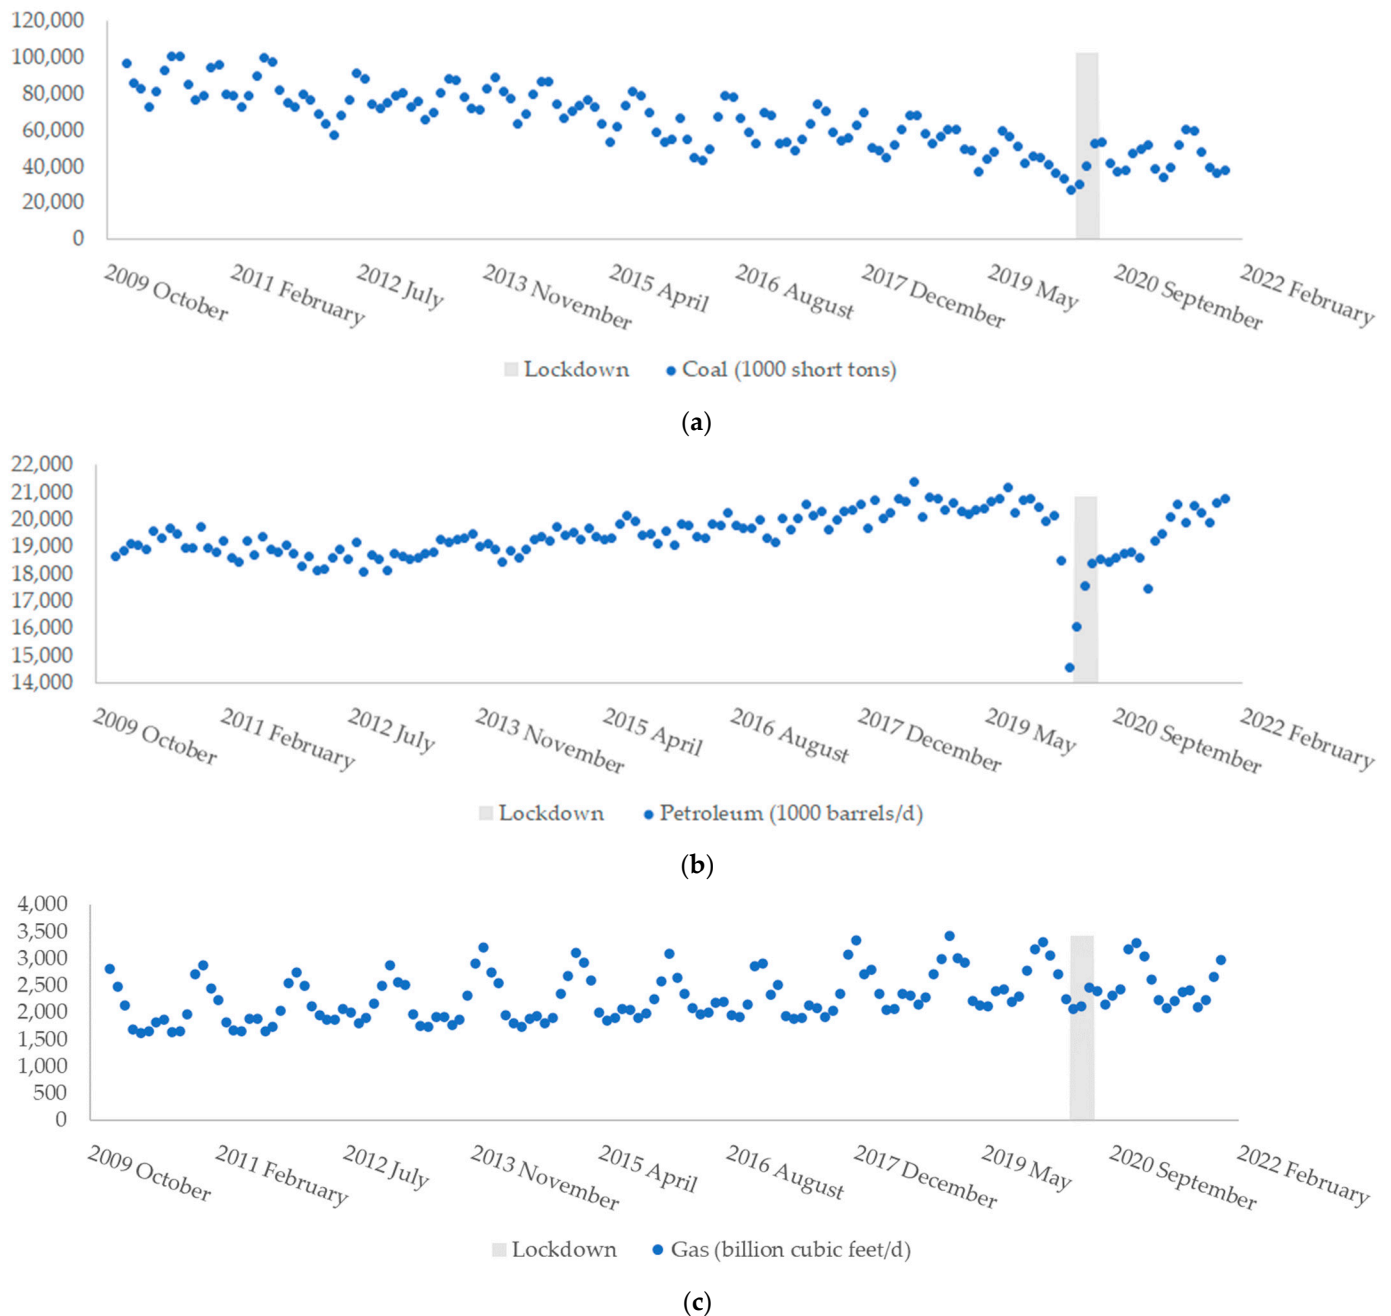 120,000
100,000
80,000
60,000
40,000
20,000
0
2009 October 2011 February 2012 July 2013 November 2015 April 2016 August 2017 December 2019 May 2020 September 2022 February
Lockdown Coal (1000 short tons)
(a)
22,000
21,000
20,000
19,000
18,000
17,000
16,000
15,000
14,000
2009 October 2011 February 2012 July 2013 November 2015 April 2016 August 2017 December 2019 May 2020 September 2022 February
Lockdown Petroleum (1000 barrels/d)
(b)
4,000
3,500
3,000
2,500
2,000
1,500
1,000
500
0
2009 October 2011 February 2012 July 2013 November 2015 April 2016 August 2017 December 2019 May 2020 September 2022 February
Lockdown Gas (billion cubic feet/d)
(c)